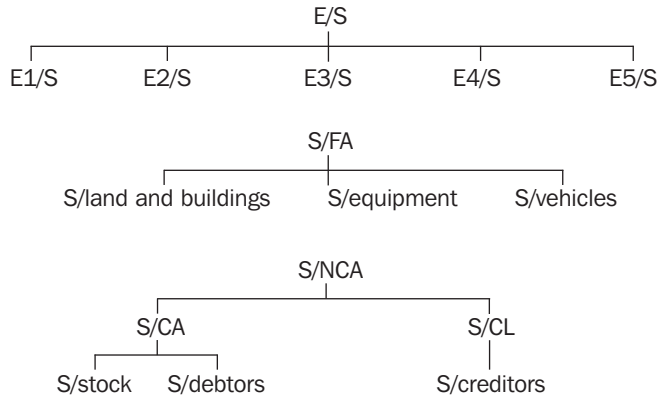 E/S
E1/S E2/S E3/S E4/S E5/S
S/FA
S/land and buildings S/equipment S/vehicles
S/NCA
S/CA S/CL
S/stock S/debtors S/creditors